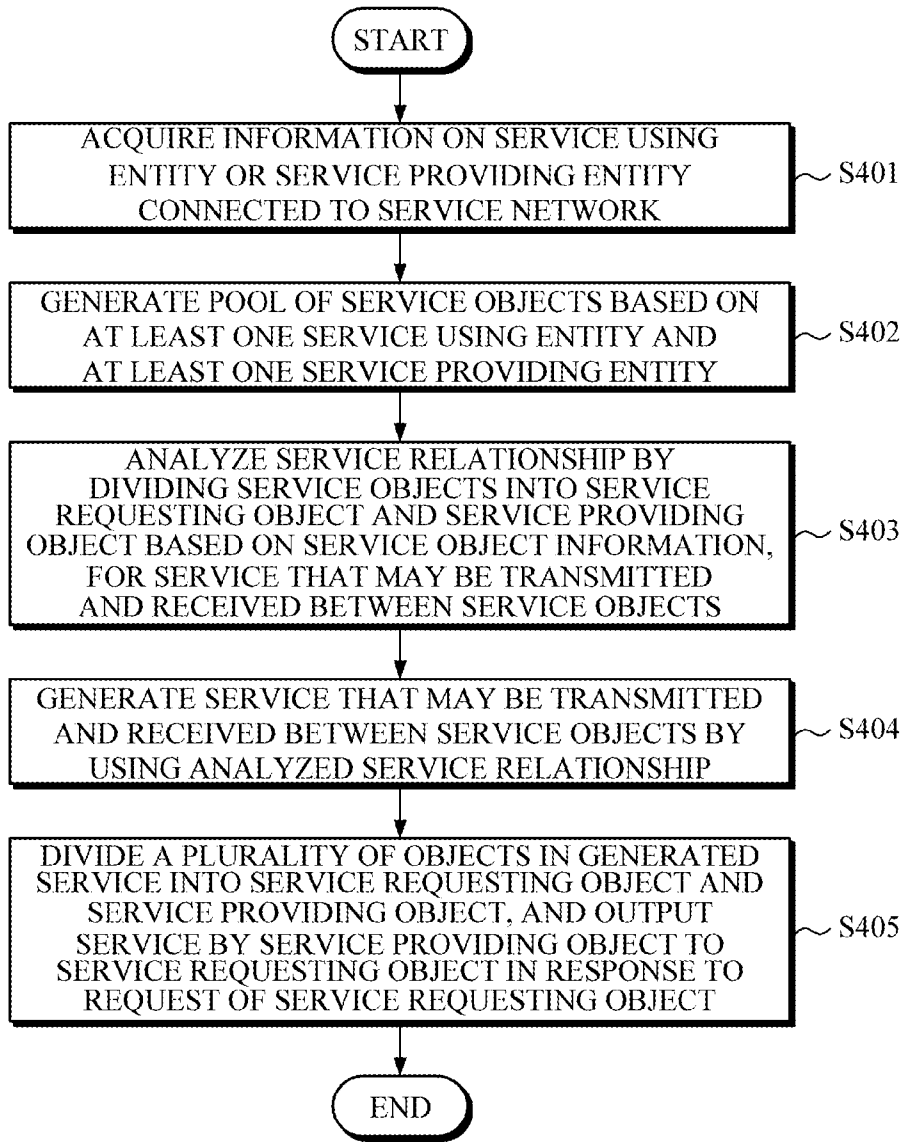 START
ACQUIRE INFORMATION ON SERVICE USING
ENTITY OR SERVICE PROVIDING ENTITY
CONNECTED TO SERVICE NETWORK
S401
GENERATE POOL OF SERVICE OBJECTS BASED ON
AT LEAST ONE SERVICE USING ENTITY AND
AT LEAST ONE SERVICE PROVIDING ENTITY
S402
ANALYZE SERVICE RELATIONSHIP BY
DIVIDING SERVICE OBJECTS INTO SERVICE
REQUESTING OBJECT AND SERVICE PROVIDING
OBJECT BASED ON SERVICE OBJECT INFORMATION,
FOR SERVICE THAT MAY BE TRANSMITTED
AND RECEIVED BETWEEN SERVICE OBJECTS
S403
GENERATE SERVICE THAT MAY BE TRANSMITTED
AND RECEIVED BETWEEN SERVICE OBJECTS BY
USING ANALYZED SERVICE RELATIONSHIP
S404
DIVIDE A PLURALITY OF OBJECTS IN GENERATED
SERVICE INTO SERVICE REQUESTING OBJECT AND
SERVICE PROVIDING OBJECT, AND OUTPUT
SERVICE BY SERVICE PROVIDING OBJECT TO
SERVICE REQUESTING OBJECT IN RESPONSE TO
REQUEST OF SERVICE REQUESTING OBJECT
S405
END